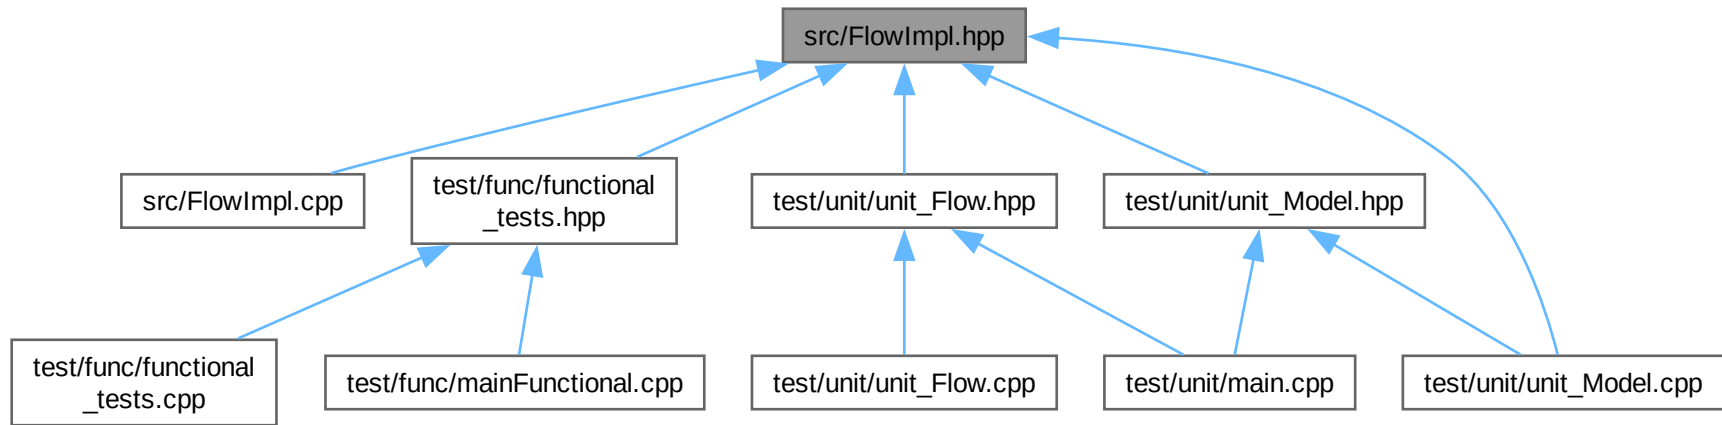 src/FlowImpl.hpp
src/FlowImpl.cpp
test/func/functional
_tests.hpp
test/unit/unit_Flow.hpp
test/unit/unit_Model.hpp
test/func/functional
_tests.cpp
test/func/mainFunctional.cpp
test/unit/unit_Flow.cpp
test/unit/main.cpp
test/unit/unit_Model.cpp